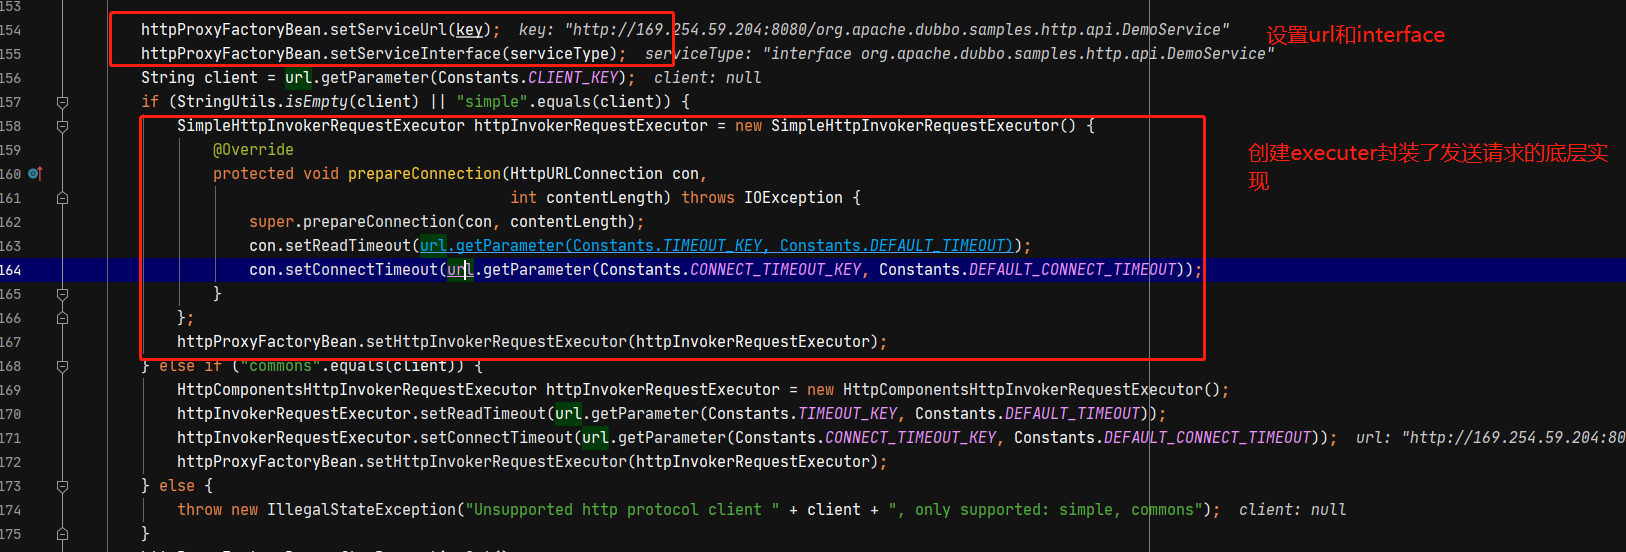 153
154 httpProxyFactoryBean.setServiceUrl(key); key: "http://169.254.59.204:8080/org.apache.dubbo.samples.http.api.DemoService" 设置url和interface
155 httpProxyFactoryBean.setServiceInterface(serviceType); serviceType: "interface org.apache.dubbo.samples.http.api.DemoService"
156 String client = url.getParameter(Constants.CLIENT_KEY); client: null
157 if (StringUtils.isEmpty(client) || "simple".equals(client)) {
158 SimpleHttpInvokerRequestExecutor httpInvokerRequestExecutor = new SimpleHttpInvokerRequestExecutor() {
159 @Override
创建executer封装了发送请求的底层实
现
160 protected void prepareConnection(HttpURLConnection con,
161 int contentLength) throws IOException {
162 super.prepareConnection(con, contentLength);
163 con.setReadTimeout(url.getParameter(Constants.TIMEOUT_KEY, Constants.DEFAULT_TIMEOUT));
164 con.setConnectTimeout(url.getParameter(Constants.CONNECT_TIMEOUT_KEY, Constants.DEFAULT_CONNECT_TIMEOUT));
165 }
166 };
167 httpProxyFactoryBean.setHttpInvokerRequestExecutor(httpInvokerRequestExecutor);
168 } else if ("commons".equals(client)) {
169 HttpComponentsHttpInvokerRequestExecutor httpInvokerRequestExecutor = new HttpComponentsHttpInvokerRequestExecutor();
170 httpInvokerRequestExecutor.setReadTimeout(url.getParameter(Constants.TIMEOUT_KEY, Constants.DEFAULT_TIMEOUT));
171 httpInvokerRequestExecutor.setConnectTimeout(url.getParameter(Constants.CONNECT_TIMEOUT_KEY, Constants.DEFAULT_CONNECT_TIMEOUT)); url: "http://169.254.59.204:80
172 httpProxyFactoryBean.setHttpInvokerRequestExecutor(httpInvokerRequestExecutor);
173 } else {
174 throw new IllegalStateException("Unsupported http protocol client " + client + ", only supported: simple, commons"); client: null
175 }